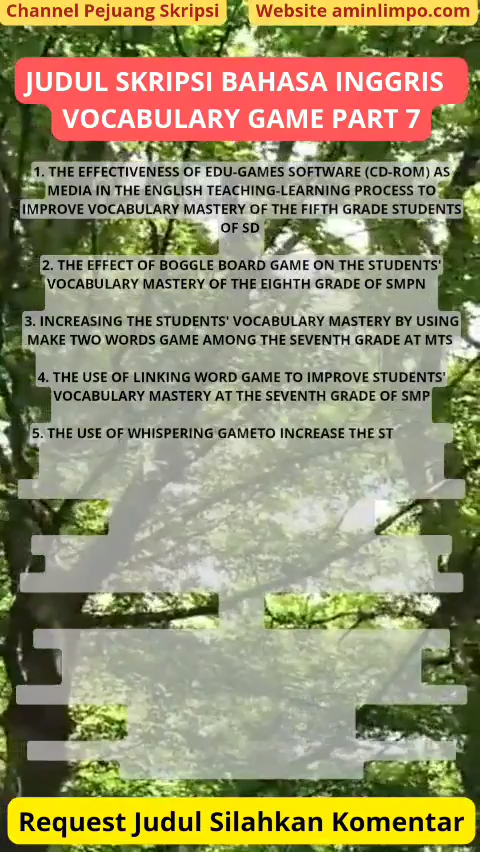 Channel Pejuang Skripsi
Website aminlimpo.com
JUDUL SKRIPSI BAHASA INGGRIS
VOCABULARY GAME PART 7
1. THE EFFECTIVENESS OF EDU-GAMES SOFTWARE (CD-ROM) AS
MEDIA IN THE ENGLISH TEACHING-LEARNING PROCESS TO
IMPROVE VOCABULARY MASTERY OF THE FIFTH GRADE STUDENTS
OF SD
2. THE EFFECT OF BOGGLE BOARD GAME ON THE STUDENTS'
VOCABULARY MASTERY OF THE EIGHTH GRADE OF SMPN
3. INCREASING THE STUDENTS' VOCABULARY MASTERY BY USING
MAKE TWO WORDS GAME AMONG THE SEVENTH GRADE AT MTS
4. THE USE OF LINKING WORD GAME TO IMPROVE STUDENTS'
VOCABULARY MASTERY AT THE SEVENTH GRADE OF SMP
5. THE USE OF WHISPERING GAMETO INCREASE THE ST
Request Judul Silahkan Komentar